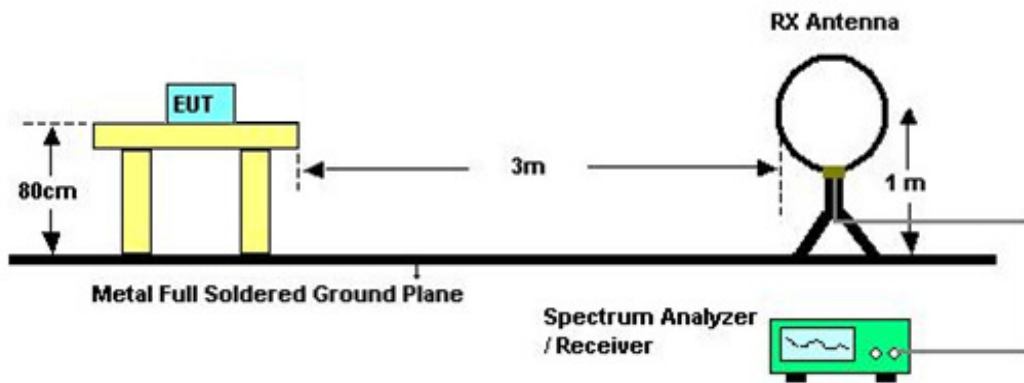 RX Antenna
EUT
80cm
3m
1 m
Metal Full Soldered Ground Plane
Spectrum Analyzer
/ Receiver